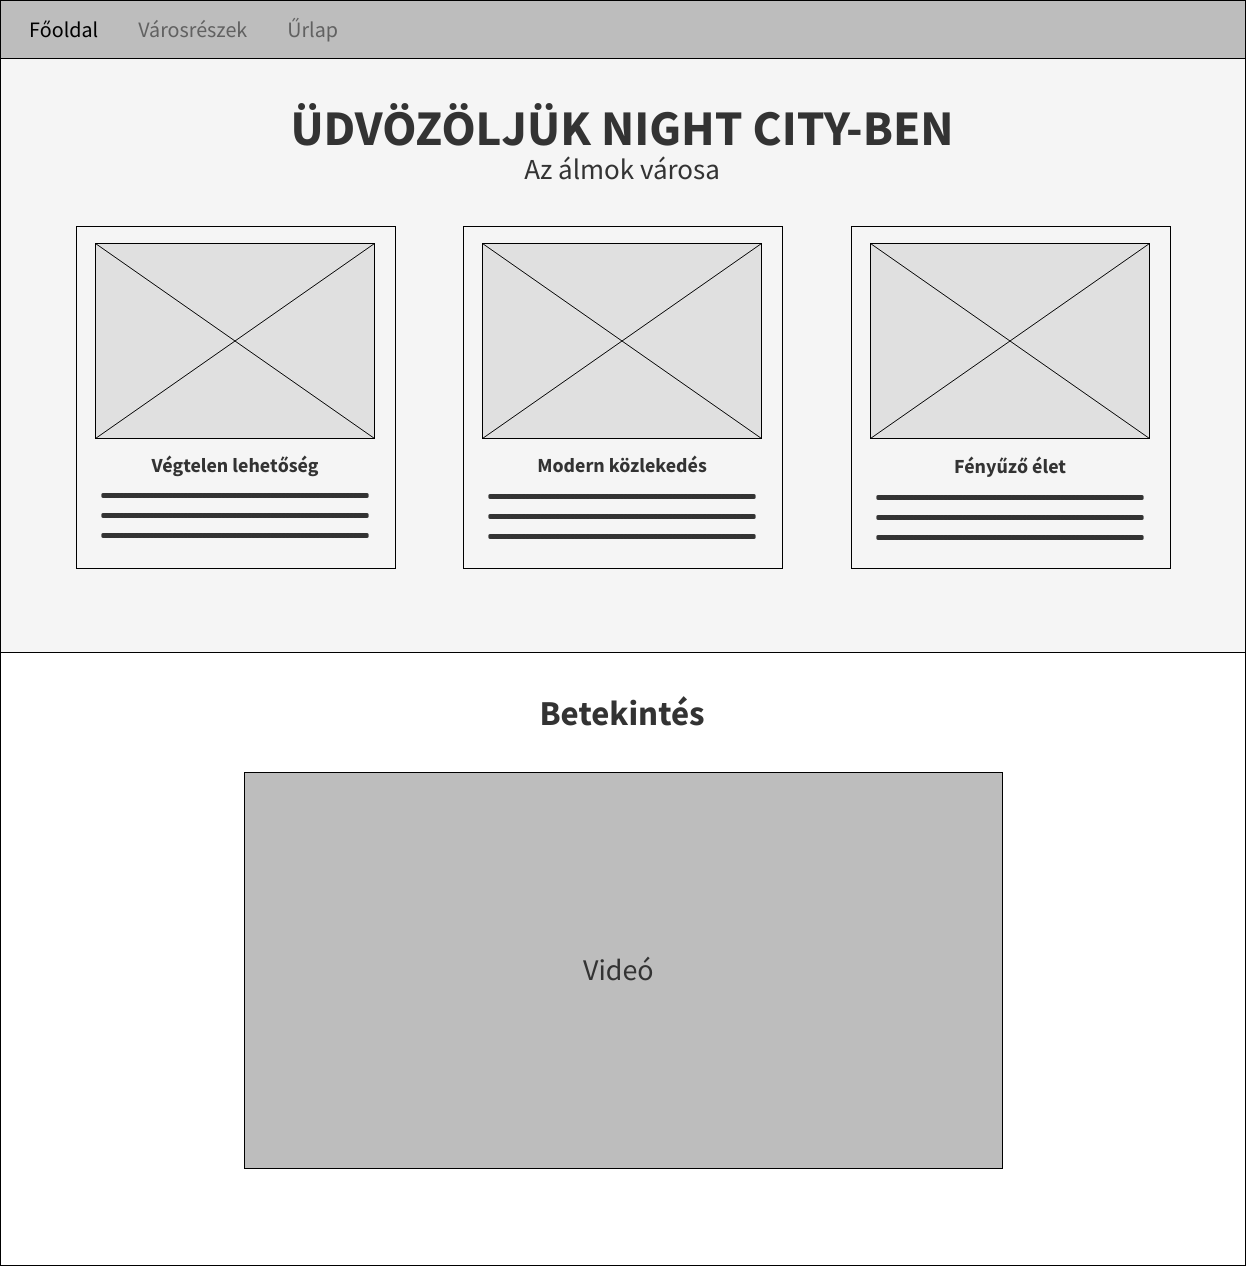 Főoldal Városrészek Űrlap
ÜDVÖZÖLJÜK NIGHT CITY-BEN
Az álmok városa
Végtelen lehetőség
Modern közlekedés
Fényűző élet
Betekintés
Videó